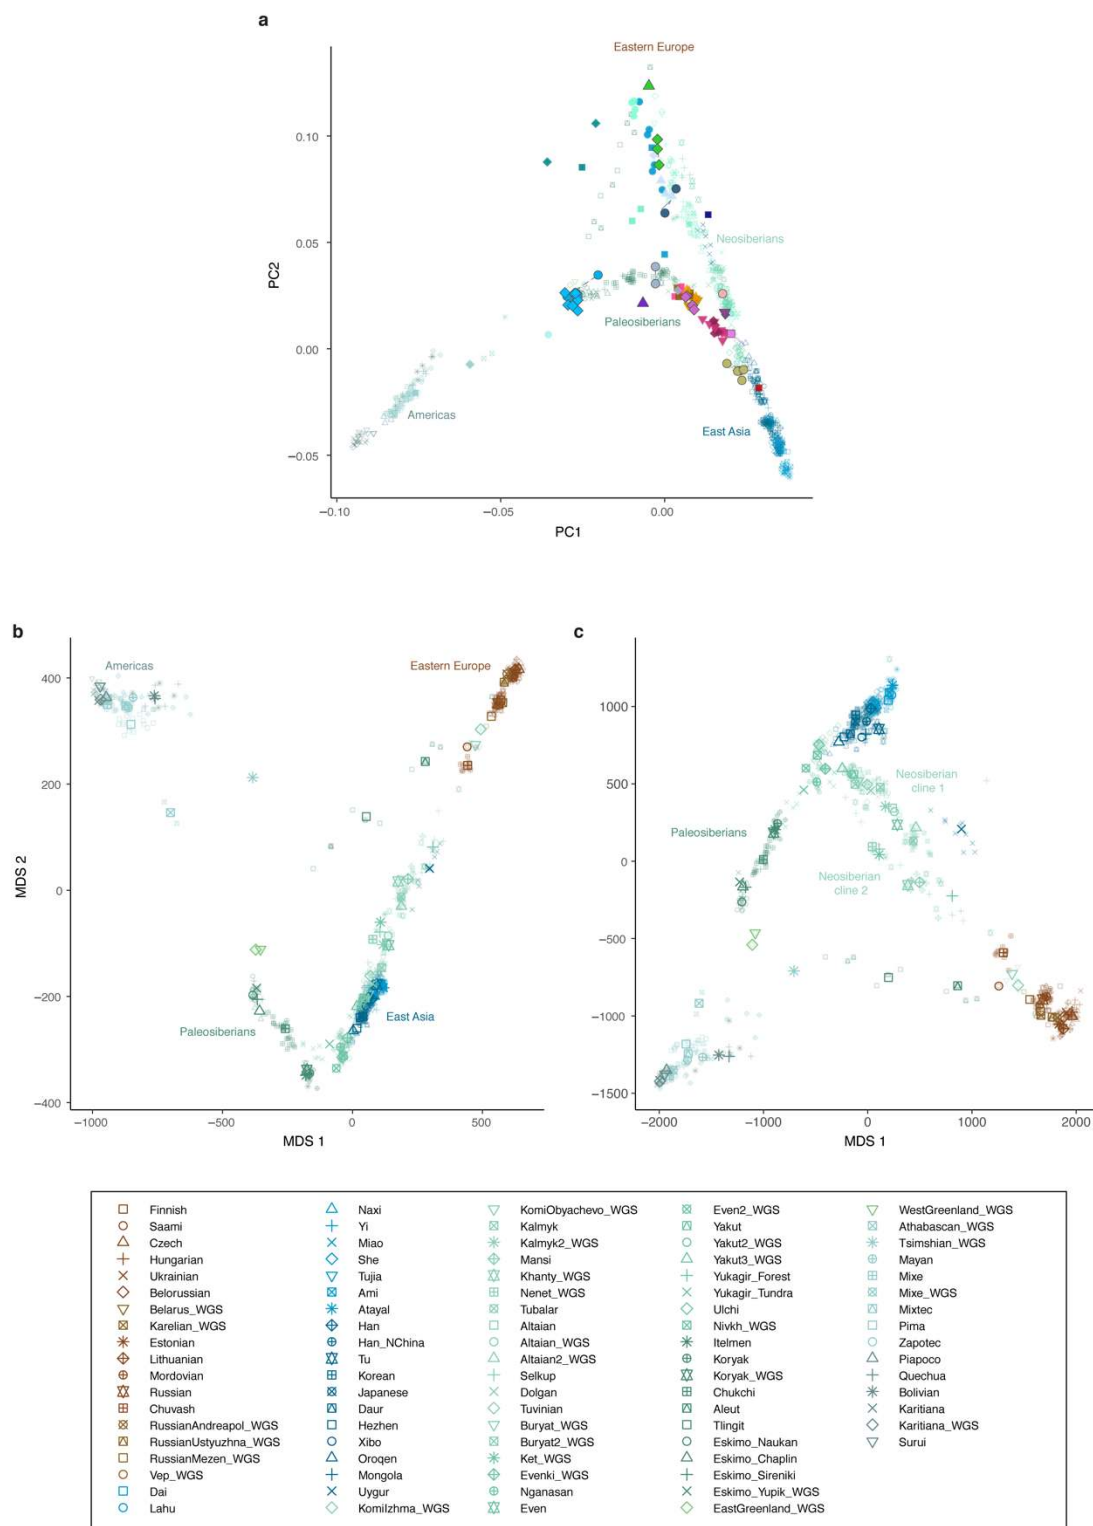 a
Eastern Europe
0.10
0.05
0.00
−0.05
PC2
Neosiberians
Paleosiberians
Americas
East Asia
−0.10
−0.05
0.00
PC1
b
Americas
Eastern Europe
400
200
0
−200
−400
MDS 2
Paleosiberians
East Asia
−1000
−500
0
500
MDS 1
c
1000
500
0
−500
−1000
−1500
Neosiberian
cline 1
Paleosiberians
Neosiberian
cline 2
−2000
−1000
0
1000
2000
MDS 1
Finnish
Saami
Czech
Hungarian
Ukrainian
Belorussian
Belarus_WGS
Karelian_WGS
Estonian
Lithuanian
Mordovian
Russian
Chuvash
RussianAndreapol_WGS
RussianUstyuzhna_WGS
RussianMezen_WGS
Vep_WGS
Dai
Lahu
Naxi
Yi
Miao
She
Tujia
Ami
Atayal
Han
Han_NChina
Tu
Korean
Japanese
Daur
Hezhen
Xibo
Oroqen
Mongola
Uygur
KomiIzhma_WGS
KomiObyachevo_WGS
Kalmyk
Kalmyk2_WGS
Mansi
Khanty_WGS
Nenet_WGS
Tubalar
Altaian
Altaian_WGS
Altaian2_WGS
Selkup
Dolgan
Tuvinian
Buryat_WGS
Buryat2_WGS
Ket_WGS
Evenki_WGS
Nganasan
Even
Even2_WGS
Yakut
Yakut2_WGS
Yakut3_WGS
Yukagir_Forest
Yukagir_Tundra
Ulchi
Nivkh_WGS
Itelmen
Koryak
Koryak_WGS
Chukchi
Aleut
Tlingit
Eskimo_Naukan
Eskimo_Chaplin
Eskimo_Sireniki
Eskimo_Yupik_WGS
EastGreenland_WGS
WestGreenland_WGS
Athabascan_WGS
Tsimshian_WGS
Mayan
Mixe
Mixe_WGS
Mixtec
Pima
Zapotec
Piapoco
Quechua
Bolivian
Karitiana
Karitiana_WGS
Surui